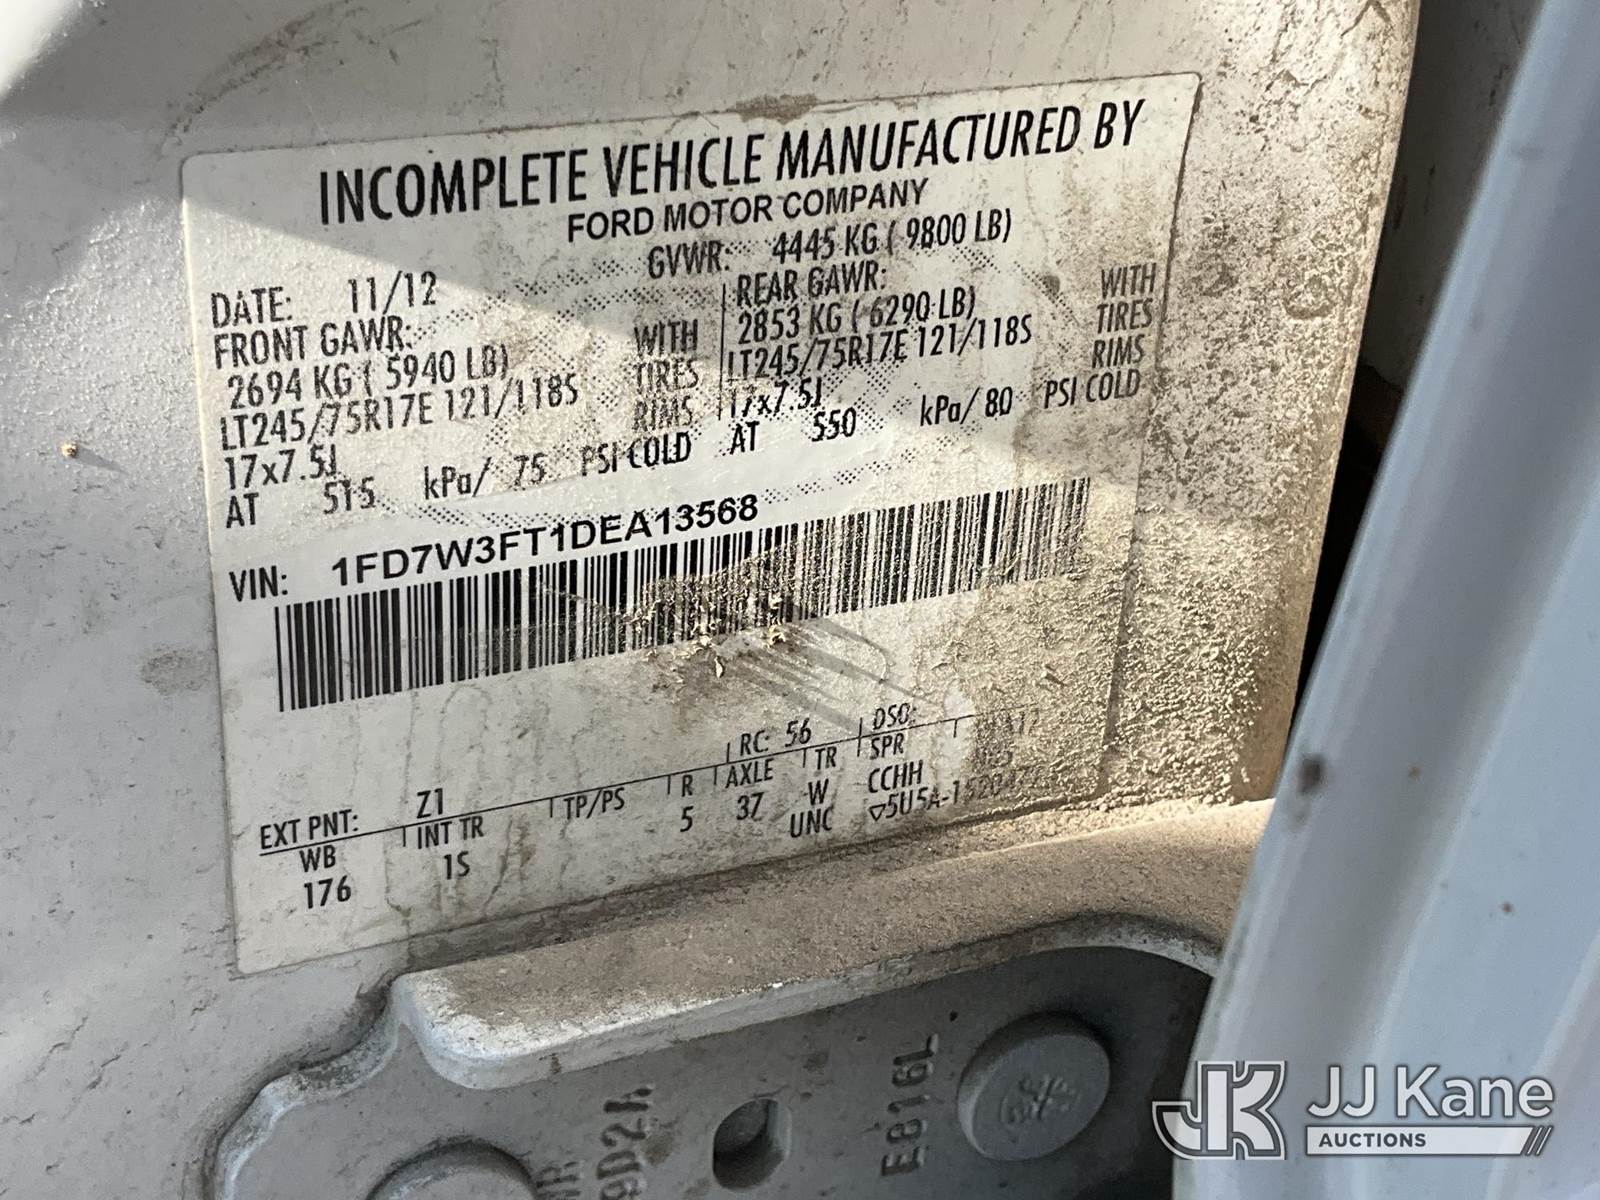 INCOMPLETE VEHICLE MANUFACTURED BY
FORD MOTOR COMPANY
DATE: 11/12 GVWR: 4445 KG ( 9800 LB)
FRONT GAWR: REAR GAWR:
2694 KG ( 5940 LB) WITH 2853 KG ( 6290 LB) WITH
LT245/75R17E 121/118S TIRES LT245/75R17E 121/118S TIRES
17x7.5J RIMS 17x7.5J RIMS
AT 515 kPa/ 75 PSI COLD AT 550 kPa/ 80 PSI COLD
VIN: 1FD7W3FT1DEA13568
EXT PNT: Z1 RC: 56 DSO:
WB INT TR TP/PS R AXLE TR SPR
176 1S 5 37 W CCHH
UNC
E816L
9D2A
JK JJ Kane
AUCTIONS